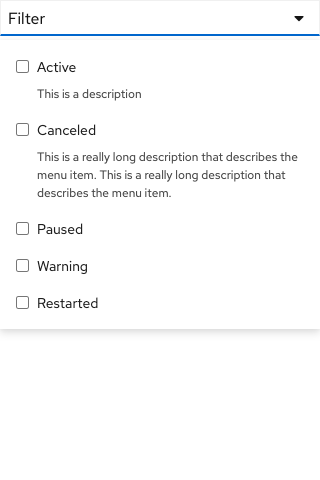 Filter
Active
This is a description
Canceled
This is a really long description that describes the
menu item. This is a really long description that
describes the menu item.
Paused
Warning
Restarted